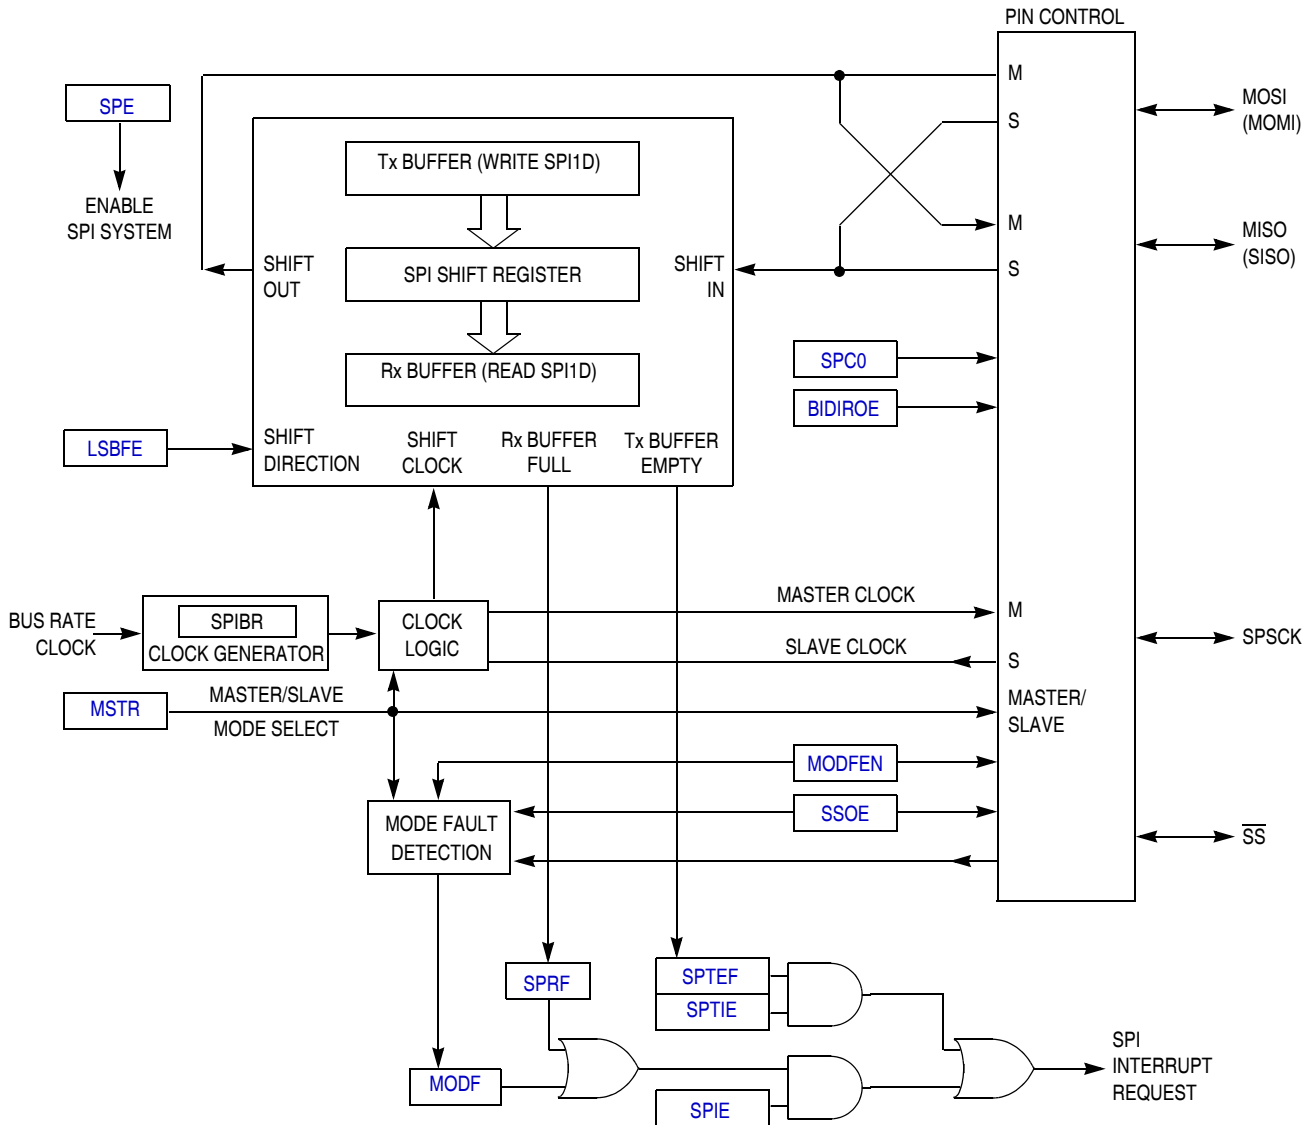 PIN CONTROL
M
SPE
MOSI
(MOMI)
S
Tx BUFFER (WRITE SPI1D)
ENABLE
SPI SYSTEM
M
MISO
(SISO)
SHIFT
OUT
SPI SHIFT REGISTER
SHIFT
IN
S
SPC0
Rx BUFFER (READ SPI1D)
BIDIROE
LSBFE
SHIFT
DIRECTION
SHIFT
CLOCK
Rx BUFFER
FULL
Tx BUFFER
EMPTY
MASTER CLOCK
M
BUS RATE
CLOCK
SPIBR
CLOCK GENERATOR
CLOCK
LOGIC
SPSCK
SLAVE CLOCK
S
MSTR
MASTER/SLAVE
MODE SELECT
MASTER/
SLAVE
MODFEN
MODE FAULT
DETECTION
SSOE
SS
SPRF
SPTEF
SPTIE
MODF
SPIE
SPI
INTERRUPT
REQUEST